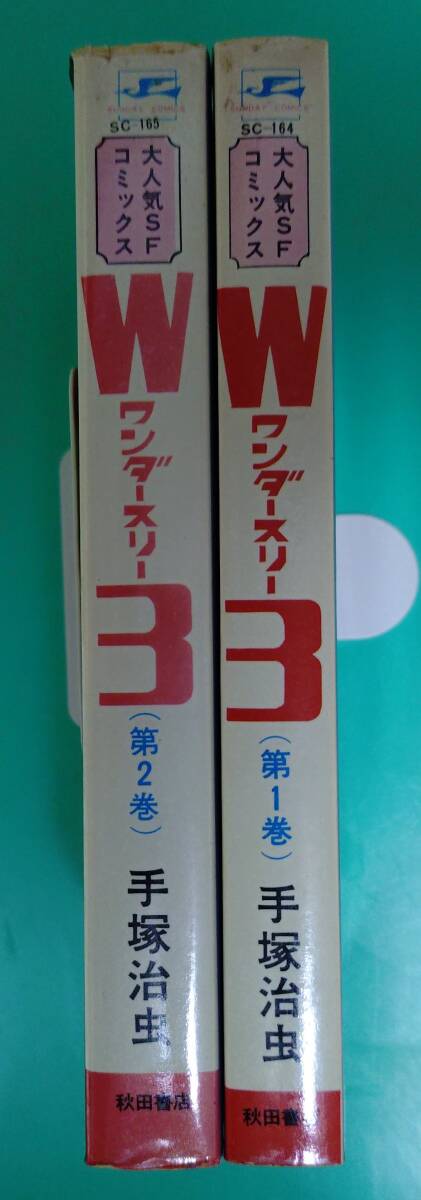 SUNDAY COMICS
SC-165
大人気SF
コミックス
W
ワンダースリー
3
(第2巻)
手塚治虫
秋田書店
SUNDAY COMICS
SC-164
大人気SF
コミックス
W
ワンダースリー
3
(第1巻)
手塚治虫
秋田書店